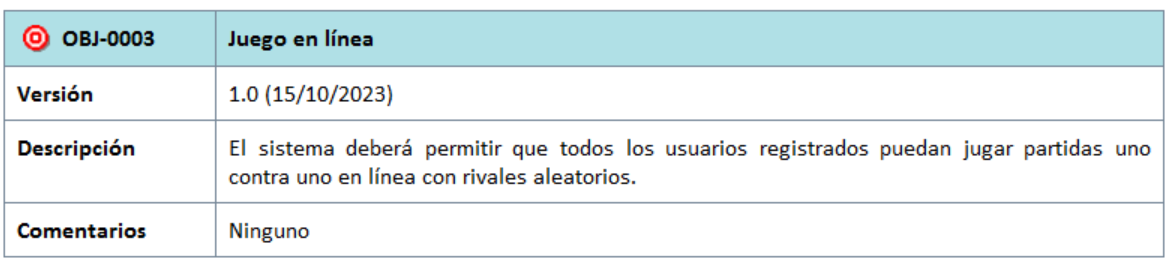 OBJ-0003 Juego en línea
Versión 1.0 (15/10/2023)
Descripción El sistema deberá permitir que todos los usuarios registrados puedan jugar partidas uno
contra uno en línea con rivales aleatorios.
Comentarios Ninguno